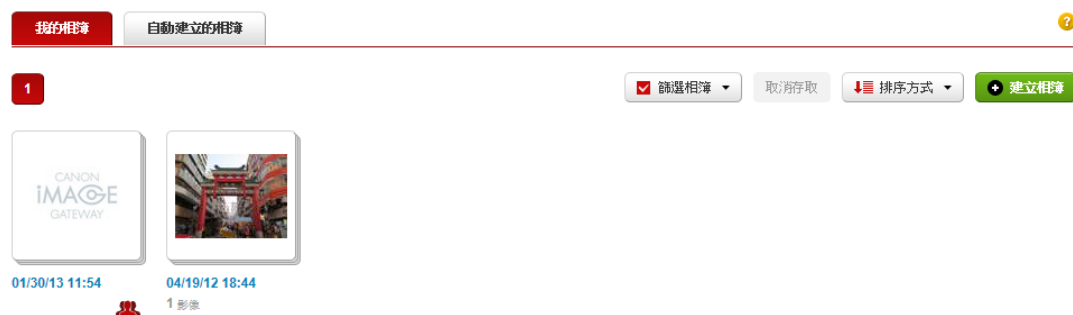 我的相簿
自動建立的相簿
?
1
篩選相簿
取消存取
排序方式
建立相簿
CANON
iMAGE
GATEWAY
01/30/13 11:54
04/19/12 18:44
1 影像